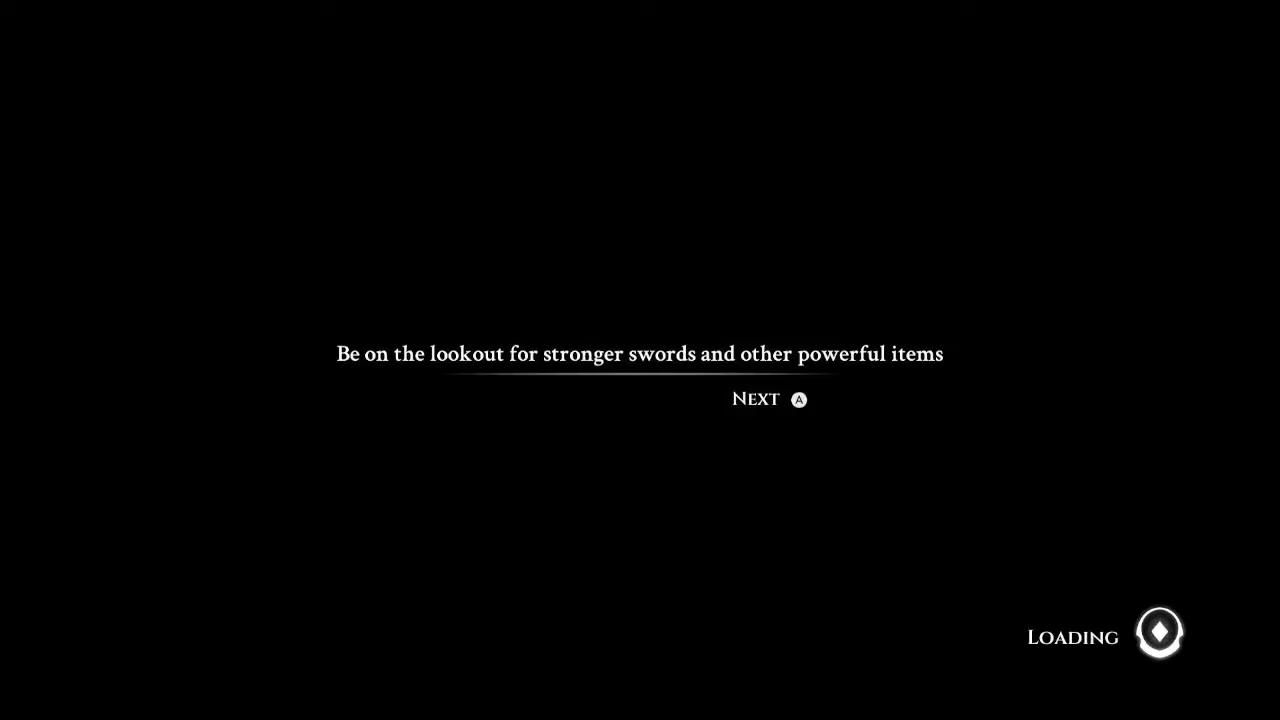 Be on the lookout for stronger swords and other powerful items
Next A
Loading